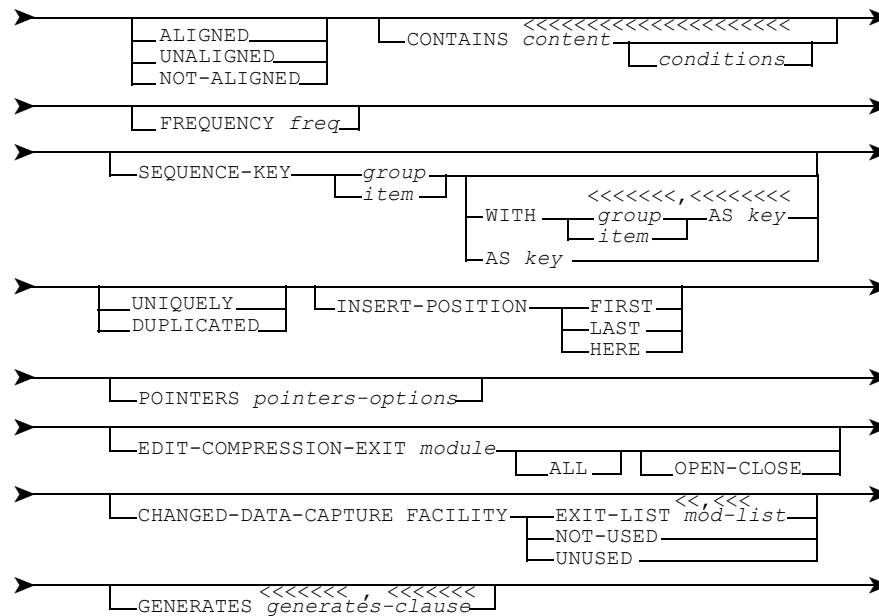 <<<<<<<<<<<<<<<<<<<<<
ALIGNED
CONTAINS content
UNALIGNED
conditions
NOT-ALIGNED
FREQUENCY freq
SEQUENCE-KEY group
item
<<<<<<<,<<<<<<<<
WITH group AS key
item
AS key
UNIQUELY
INSERT-POSITION FIRST
DUPLICATED
LAST
HERE
POINTERS pointers-options
EDIT-COMPRESSION-EXIT module
ALL OPEN-CLOSE
<<,<<<
CHANGED-DATA-CAPTURE FACILITY EXIT-LIST mod-list
NOT-USED
UNUSED
<<<<<<< , <<<<<<<
GENERATES generates-clause